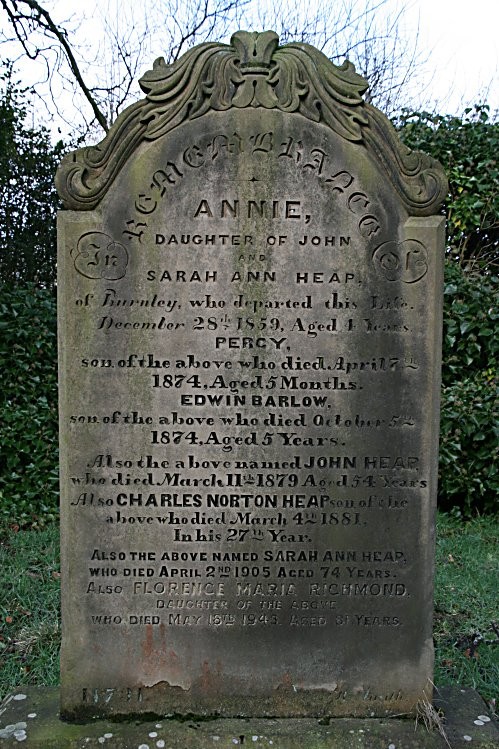 In REMEMBRANCE Of
ANNIE,
DAUGHTER OF JOHN
AND
SARAH ANN HEAP,
of Burnley, who departed this Life.
December 28th 1859, Aged 4 Years
PERCY,
son of the above who died April 7th
1874, Aged 5 Months.
EDWIN BARLOW,
son of the above who died October 5th
1874, Aged 5 Years.
Also the above named JOHN HEAP,
who died March 11th 1879 Aged 54 Years
Also CHARLES NORTON HEAP son of the
above who died March 4th 1881,
In his 27th Year.
ALSO THE ABOVE NAMED SARAH ANN HEAP,
WHO DIED APRIL 2ND 1905 AGED 74 YEARS.
ALSO FLORENCE MARIA RICHMOND,
DAUGHTER OF THE ABOVE
WHO DIED MAY 16TH 1943. AGED 81 YEARS.